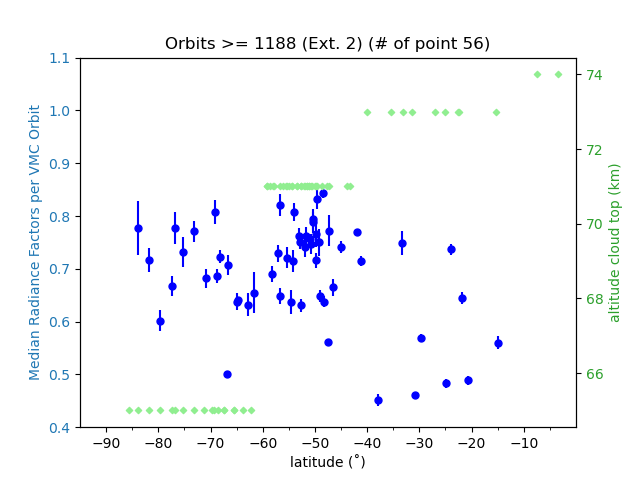 Orbits >= 1188 (Ext. 2) (# of point 56)
Median Radiance Factors per VMC Orbit
1.1
1.0
0.9
0.8
0.7
0.6
0.5
0.4
74
72
70
68
66
altitude cloud top (km)
−90 −80 −70 −60 −50 −40 −30 −20 −10
latitude (˚)